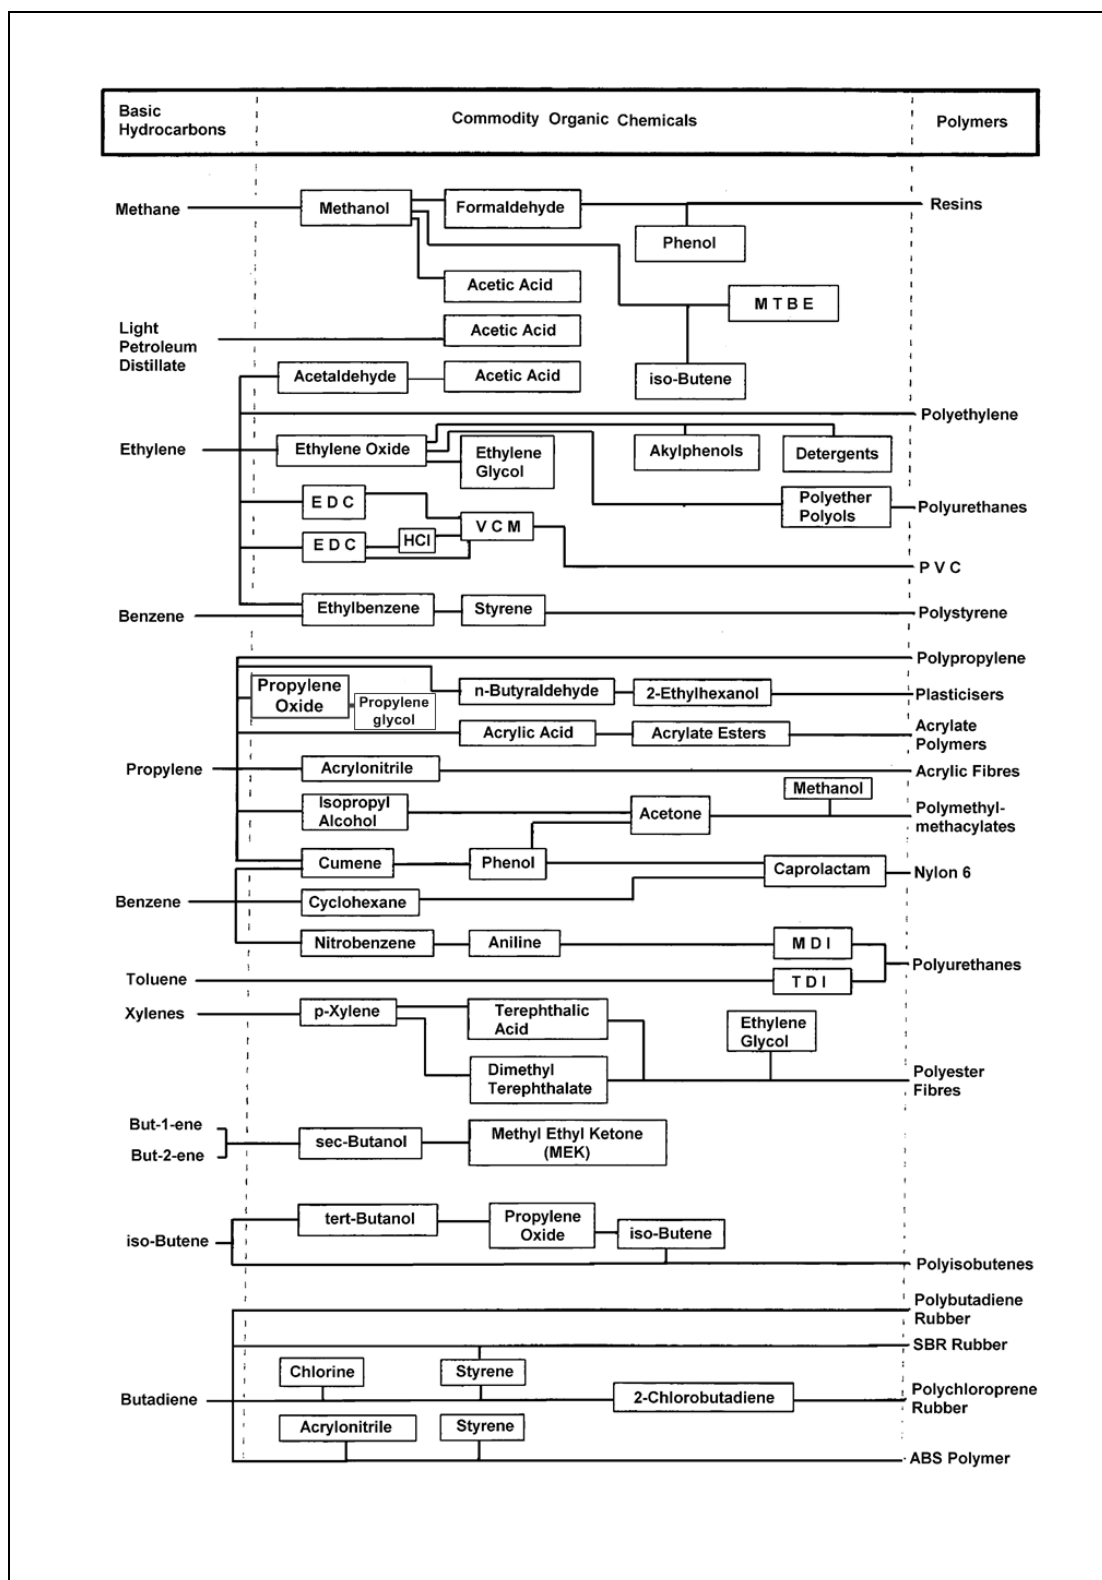 Basic
Hydrocarbons
Commodity Organic Chemicals
Polymers
Methane
Methanol
Formaldehyde
Resins
Phenol
Acetic Acid
M T B E
Light
Petroleum
Distillate
Acetic Acid
Acetaldehyde
Acetic Acid
iso-Butene
Polyethylene
Ethylene
Ethylene Oxide
Ethylene
Glycol
Akylphenols
Detergents
E D C
Polyether
Polyols
Polyurethanes
V C M
E D C
HCl
P V C
Benzene
Ethylbenzene
Styrene
Polystyrene
Polypropylene
Propylene
Oxide
Propylene
glycol
n-Butyraldehyde
2-Ethylhexanol
Plasticisers
Acrylic Acid
Acrylate Esters
Acrylate
Polymers
Propylene
Acrylonitrile
Acrylic Fibres
Isopropyl
Alcohol
Acetone
Methanol
Polymethyl-
methacylates
Cumene
Phenol
Caprolactam
Nylon 6
Benzene
Cyclohexane
Nitrobenzene
Aniline
M D I
Polyurethanes
Toluene
T D I
Xylenes
p-Xylene
Terephthalic
Acid
Ethylene
Glycol
Dimethyl
Terephthalate
Polyester
Fibres
But-1-ene
But-2-ene
sec-Butanol
Methyl Ethyl Ketone
(MEK)
iso-Butene
tert-Butanol
Propylene
Oxide
iso-Butene
Polyisobutenes
Polybutadiene
Rubber
SBR Rubber
Chlorine
Styrene
Butadiene
2-Chlorobutadiene
Polychloroprene
Rubber
Acrylonitrile
Styrene
ABS Polymer